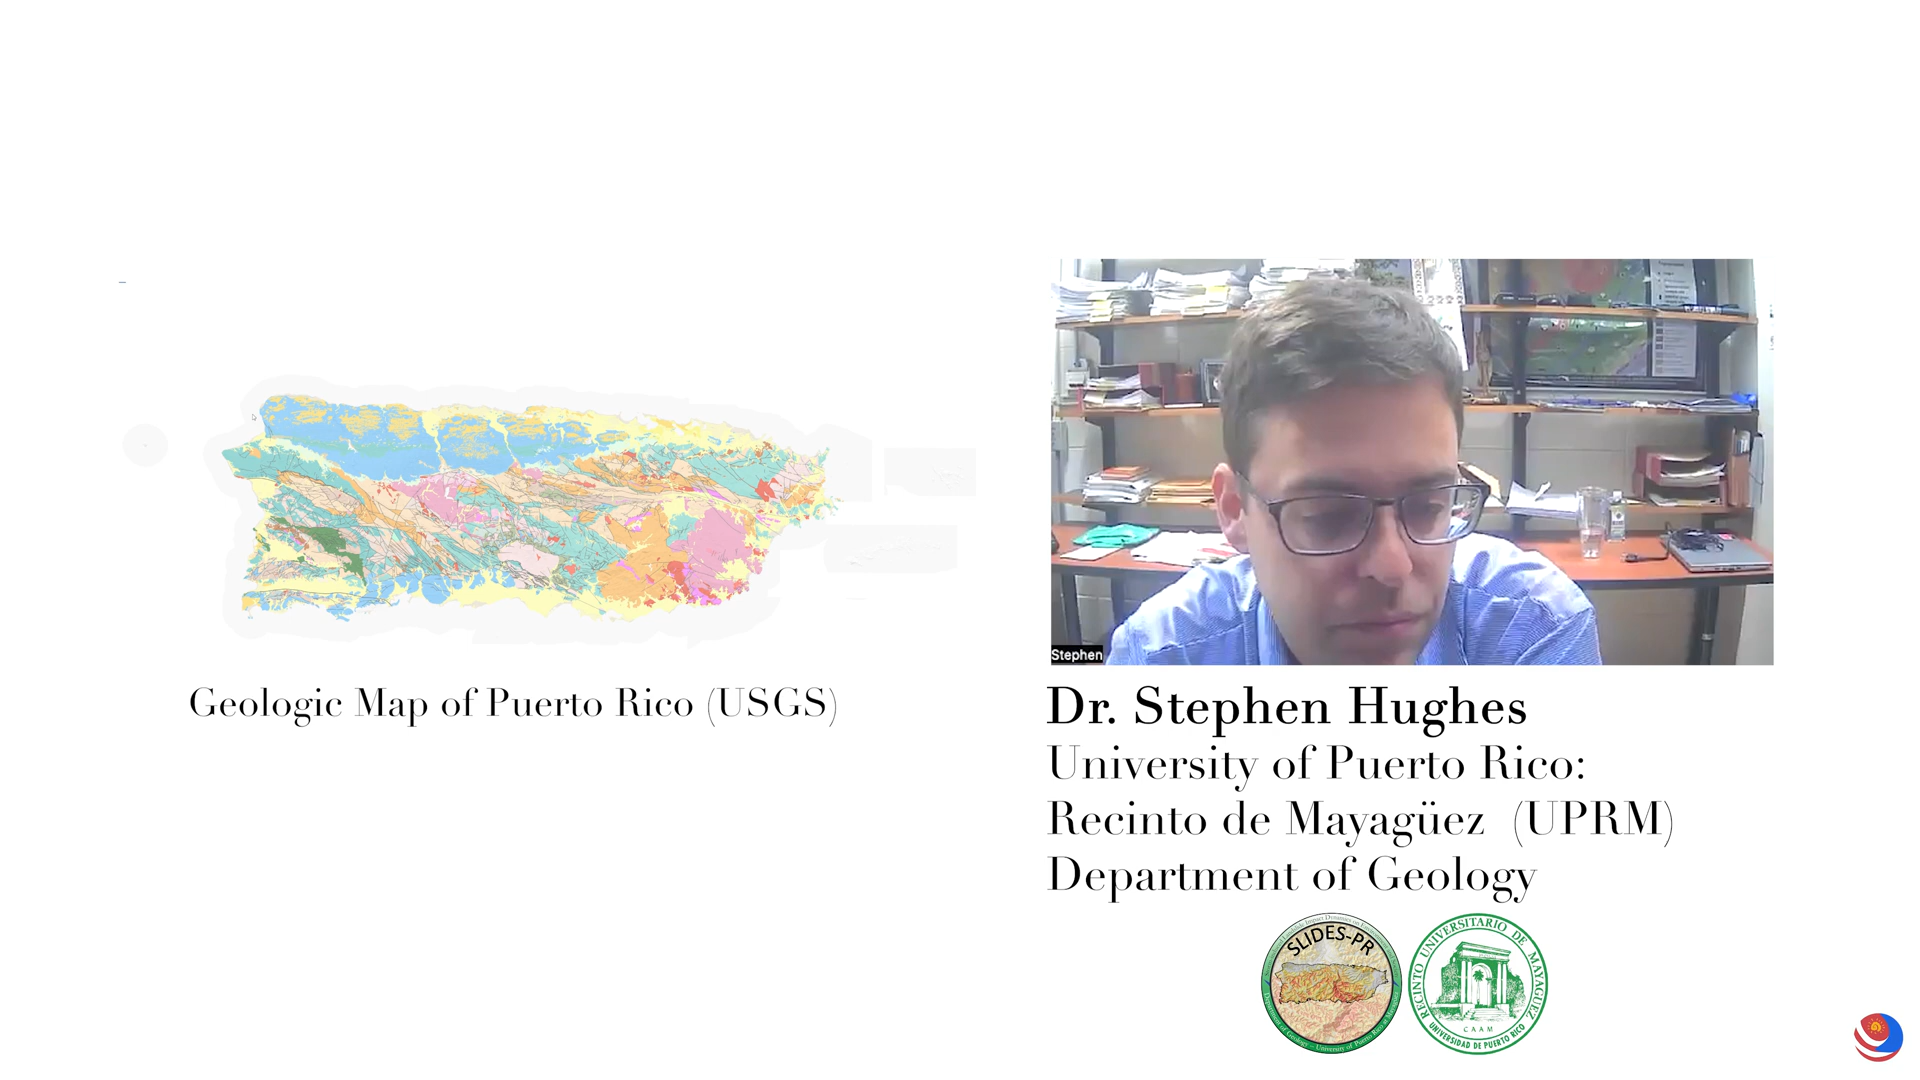 Stephen
Geologic Map of Puerto Rico (USGS)
Dr. Stephen Hughes
University of Puerto Rico:
Recinto de Mayagüez (UPRM)
Department of Geology
SLIDES-PR
RECINTO UNIVERSITARIO DE MAYAGÜEZ
CAAM
UNIVERSIDAD DE PUERTO RICO